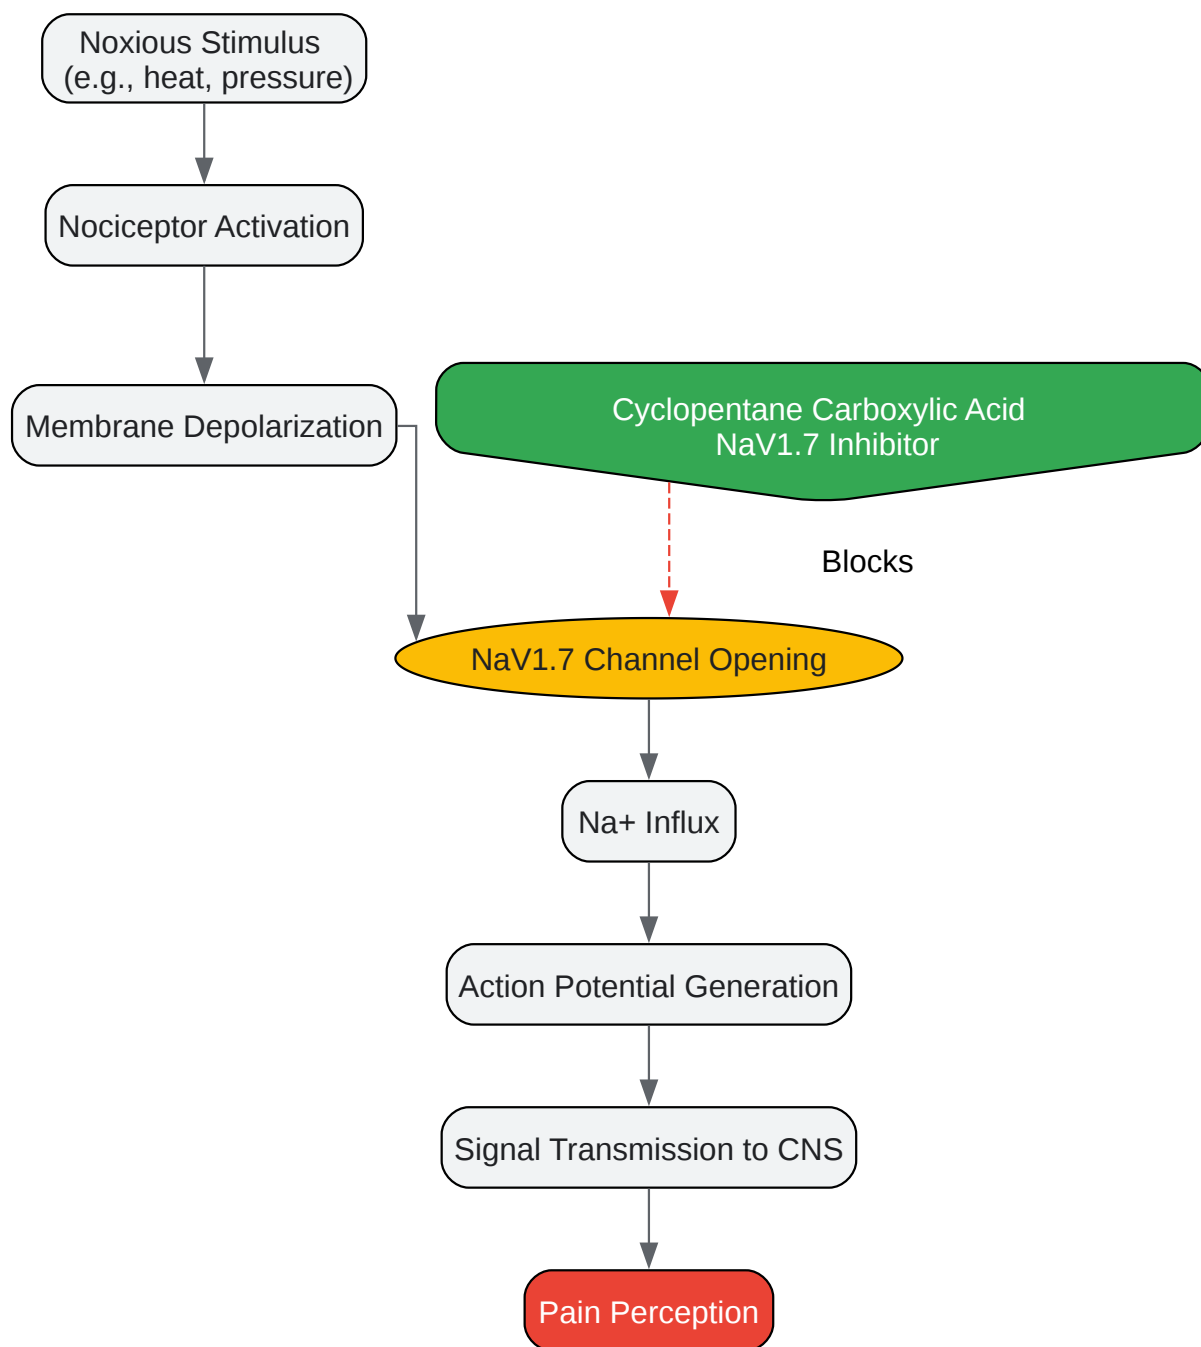 Noxious Stimulus
(e.g., heat, pressure)
Nociceptor Activation
Membrane Depolarization
Cyclopentane Carboxylic Acid
NaV1.7 Inhibitor
Blocks
NaV1.7 Channel Opening
Na+ Influx
Action Potential Generation
Signal Transmission to CNS
Pain Perception